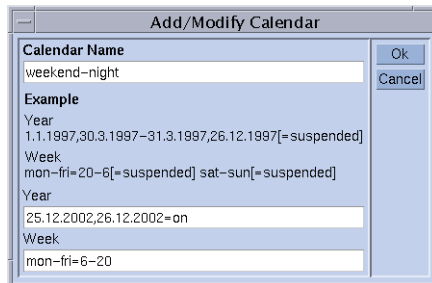 Add/Modify Calendar
Calendar Name
weekend-night
Example
Year
1.1.1997,30.3.1997-31.3.1997,26.12.1997[=suspended]
Week
mon-fri=20-6[=suspended] sat-sun[=suspended]
Year
25.12.2002,26.12.2002=on
Week
mon-fri=6-20
Ok
Cancel